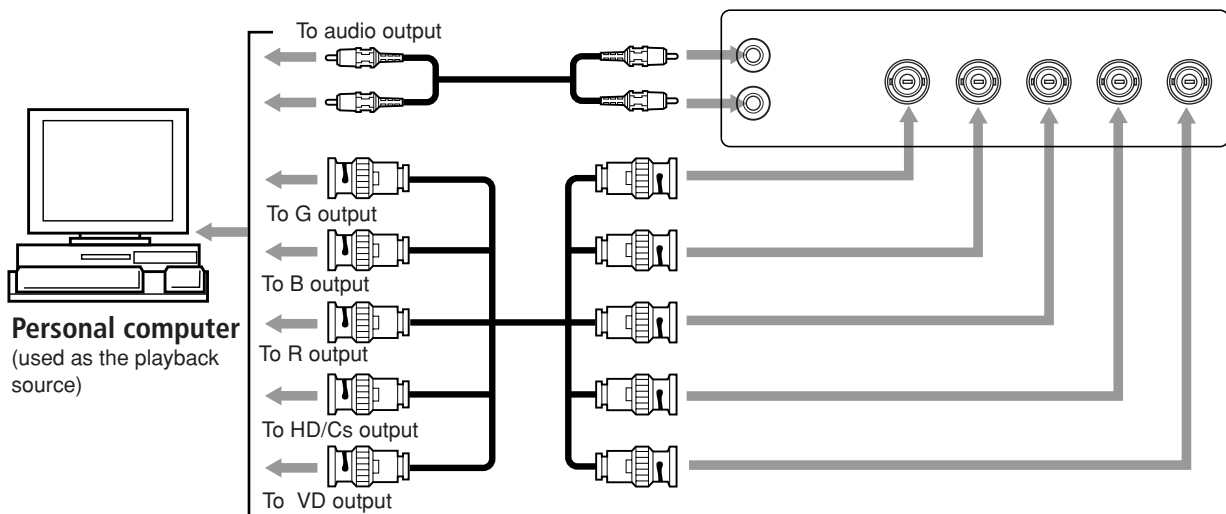 To audio output
To G output
To B output
Personal computer
(used as the playback
source)
To R output
To HD/Cs output
To VD output